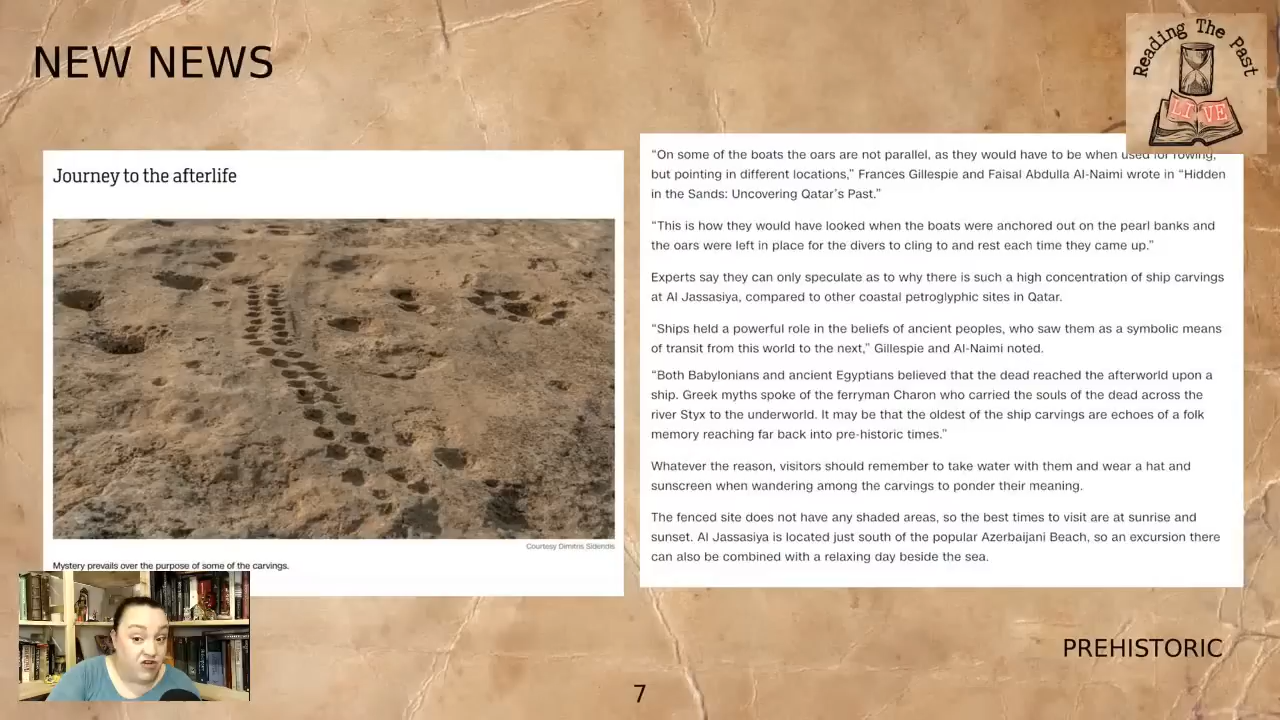 NEW NEWS
Reading The Past
LIVE
Journey to the afterlife
Courtesy Dimitris Sideridis
Mystery prevails over the purpose of some of the carvings.
“On some of the boats the oars are not parallel, as they would have to be when used for rowing,
but pointing in different locations,” Frances Gillespie and Faisal Abdulla Al-Naimi wrote in “Hidden
in the Sands: Uncovering Qatar’s Past.”
“This is how they would have looked when the boats were anchored out on the pearl banks and
the oars were left in place for the divers to cling to and rest each time they came up.”
Experts say they can only speculate as to why there is such a high concentration of ship carvings
at Al Jassasiya, compared to other coastal petroglyphic sites in Qatar.
“Ships held a powerful role in the beliefs of ancient peoples, who saw them as a symbolic means
of transit from this world to the next,” Gillespie and Al-Naimi noted.
“Both Babylonians and ancient Egyptians believed that the dead reached the afterworld upon a
ship. Greek myths spoke of the ferryman Charon who carried the souls of the dead across the
river Styx to the underworld. It may be that the oldest of the ship carvings are echoes of a folk
memory reaching far back into pre-historic times.”
Whatever the reason, visitors should remember to take water with them and wear a hat and
sunscreen when wandering among the carvings to ponder their meaning.
The fenced site does not have any shaded areas, so the best times to visit are at sunrise and
sunset. Al Jassasiya is located just south of the popular Azerbaijani Beach, so an excursion there
can also be combined with a relaxing day beside the sea.
PREHISTORIC
7